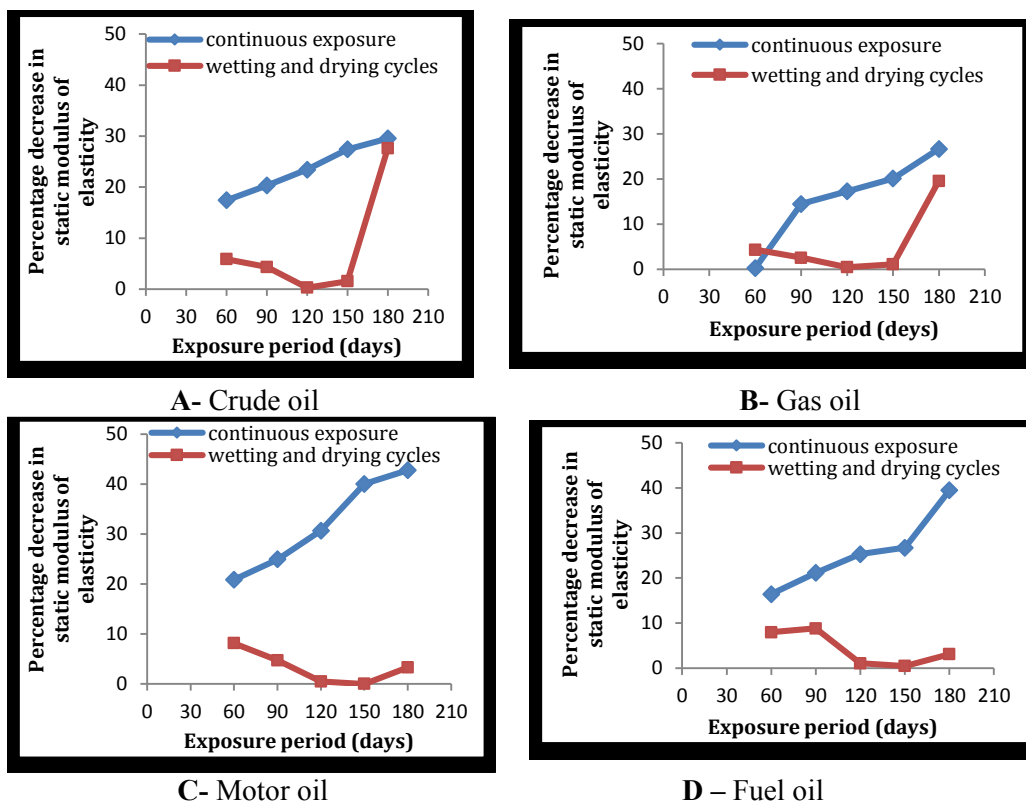 50
continuous exposure
wetting and drying cycles
40
30
20
10
0
0 30 60 90 120 150 180 210
Percentage decrease in
static modulus of
elasticity
Exposure period (days)
A- Crude oil
50
continuous exposure
wetting and drying cycles
40
30
20
10
0
0 30 60 90 120 150 180 210
Percentage decrease in
static modulus of
elasticity
Exposure period (deys)
B- Gas oil
50
continuous exposure
wetting and drying cycles
40
30
20
10
0
0 30 60 90 120 150 180 210
Percentage decrease in
static modulus of
elasticity
Exposure period (days)
C- Motor oil
50
continuous exposure
wetting and drying cycles
40
30
20
10
0
0 30 60 90 120 150 180 210
Percentage decrease in
static modulus of
elasticity
Exposure period (days)
D – Fuel oil